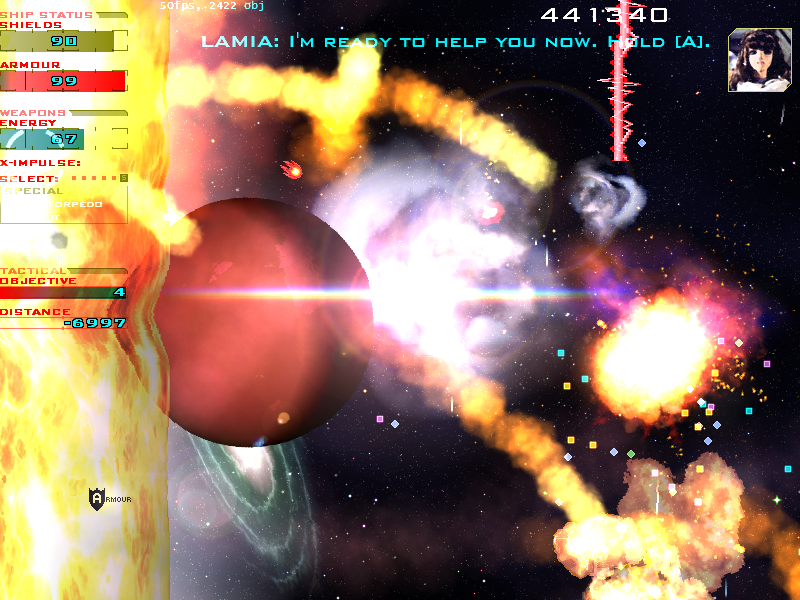 50fps, 2422 obj
SHIP STATUS
441340
SHIELDS
90
LAMIA: I'M READY TO HELP YOU NOW. HOLD [A].
ARMOUR
99
WEAPONS
ENERGY
67
X-IMPULSE:
SELECT:
SPECIAL
TORPEDO
TACTICAL
OBJECTIVE
4
DISTANCE
-6997
ARMOUR